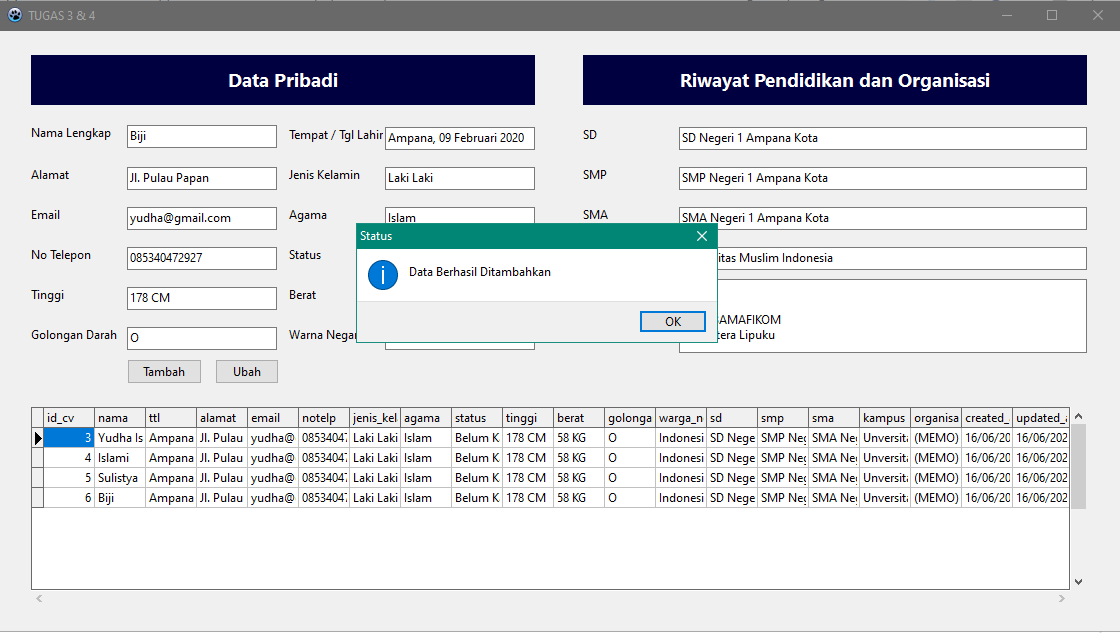 TUGAS 3 & 4
Data Pribadi
Riwayat Pendidikan dan Organisasi
Nama Lengkap Biji Tempat / Tgl Lahir Ampana, 09 Februari 2020
SD SD Negeri 1 Ampana Kota
Alamat Jl. Pulau Papan Jenis Kelamin Laki Laki
SMP SMP Negeri 1 Ampana Kota
Email yudha@gmail.com Agama Islam
SMA SMA Negeri 1 Ampana Kota
No Telepon 085340472927 Status
itas Muslim Indonesia
Tinggi 178 CM Berat
Golongan Darah O Warna Negar
AMAFIKOM
tera Lipuku
Status
Data Berhasil Ditambahkan
OK
Tambah Ubah
id_cv nama ttl alamat email notelp jenis_kel agama status tinggi berat golonga warga_n sd smp sma kampus organisa created_ updated_a
3 Yudha Is Ampana Jl. Pulau yudha@ 08534047 Laki Laki Islam Belum K 178 CM 58 KG O Indonesi SD Nege SMP Neg SMA Neg Unversita (MEMO) 16/06/20 16/06/202
4 Islami Ampana Jl. Pulau yudha@ 08534047 Laki Laki Islam Belum K 178 CM 58 KG O Indonesi SD Nege SMP Neg SMA Neg Unversita (MEMO) 16/06/20 16/06/202
5 Sulistya Ampana Jl. Pulau yudha@ 08534047 Laki Laki Islam Belum K 178 CM 58 KG O Indonesi SD Nege SMP Neg SMA Neg Unversita (MEMO) 16/06/20 16/06/202
6 Biji Ampana Jl. Pulau yudha@ 08534047 Laki Laki Islam Belum K 178 CM 58 KG O Indonesi SD Nege SMP Neg SMA Neg Unversita (MEMO) 16/06/20 16/06/202